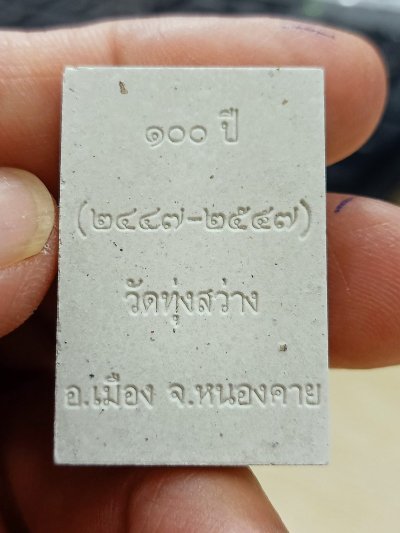 ๑๐๐ ปี
(๒๔๔๗-๒๕๔๗)
วัดทุ่งสว่าง
อ.เมือง จ.หนองคาย